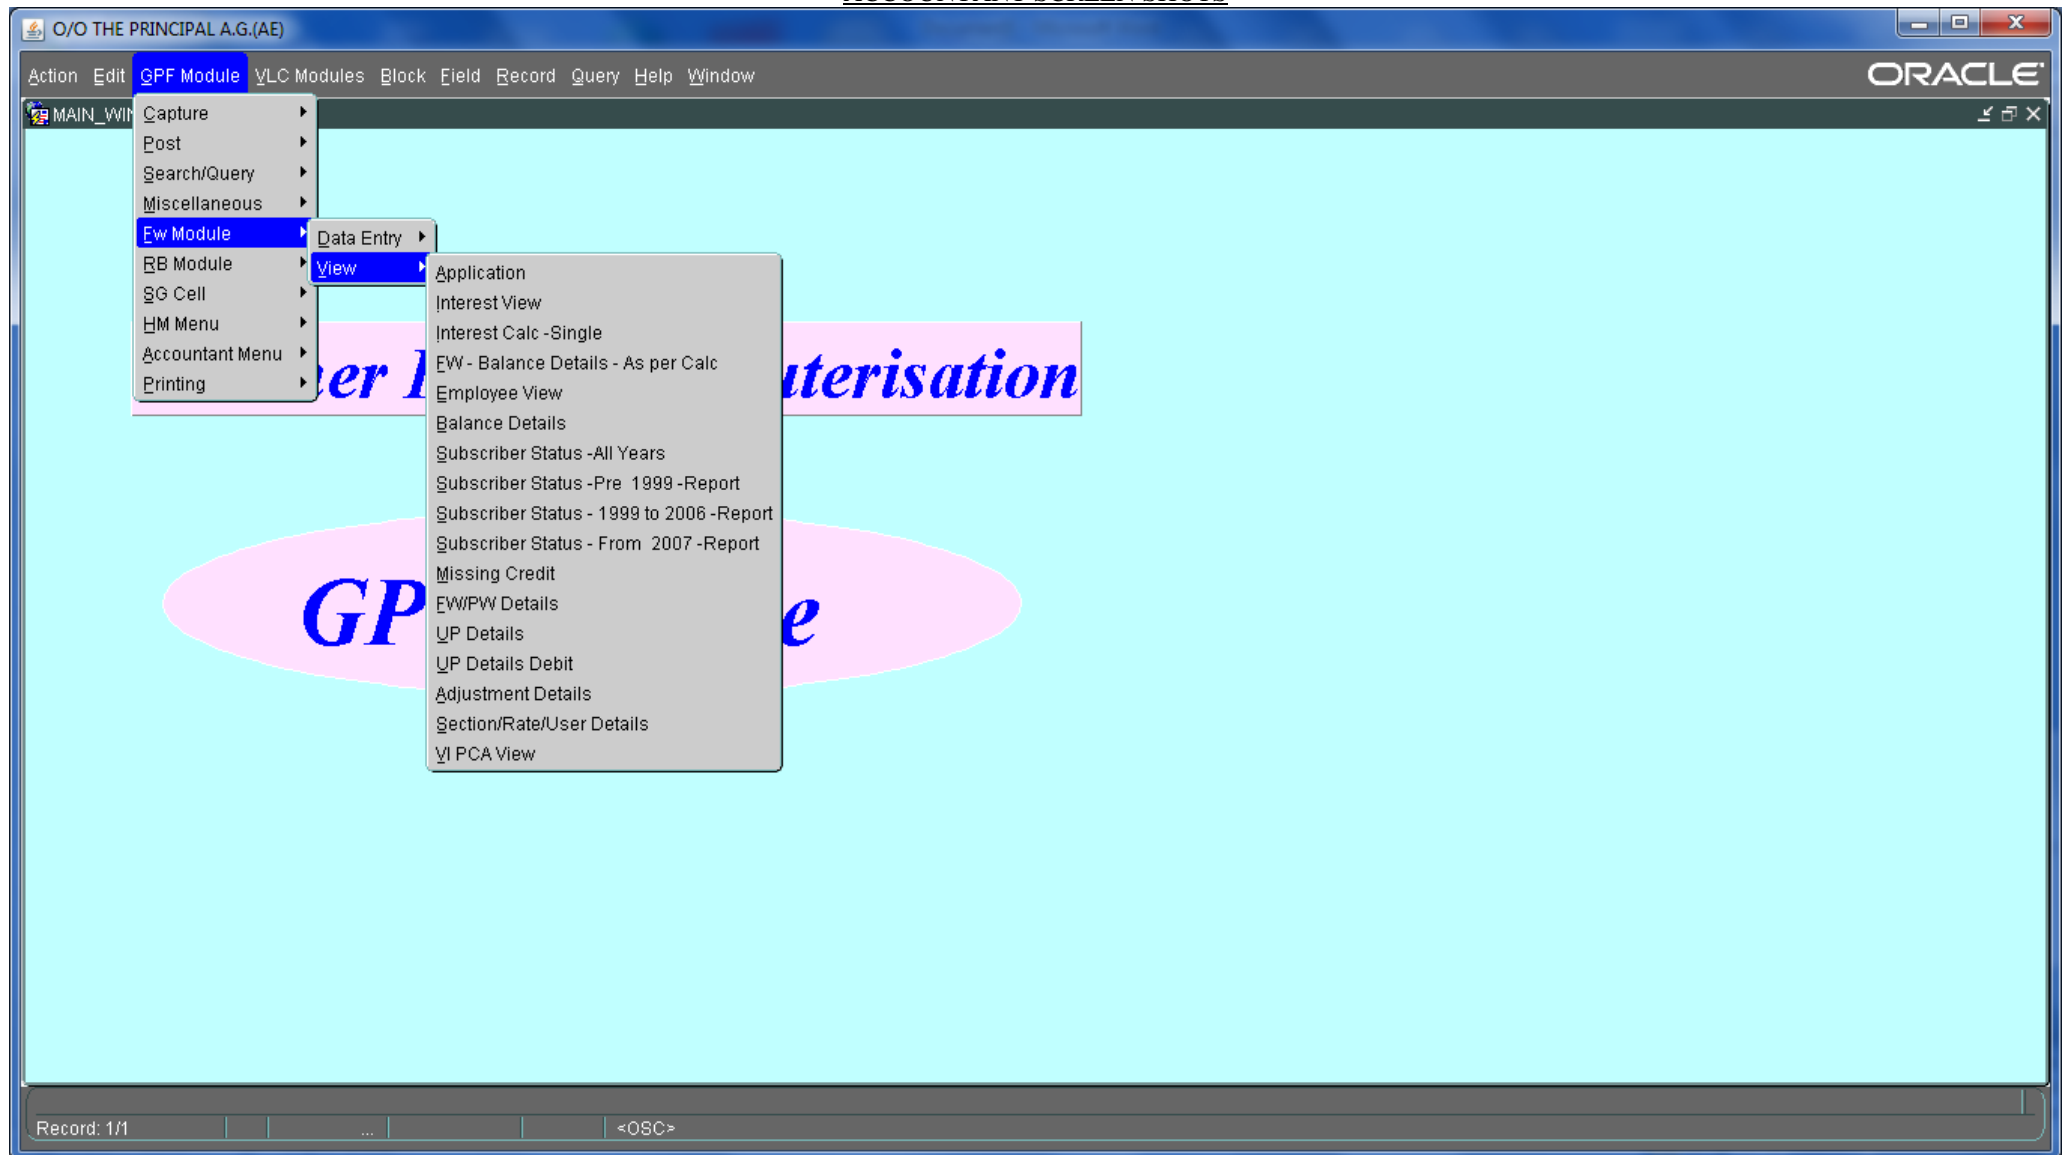 ACCOUNTANT SCREEN SHOTS
O/O THE PRINCIPAL A.G.(AE)
Action Edit GPF Module VLC Modules Block Field Record Query Help Window
ORACLE
MAIN_WIN
Capture
Post
Search/Query
Miscellaneous
Fw Module
RB Module
SG Cell
HM Menu
Accountant Menu
Printing
Data Entry
View
Application
Interest View
Interest Calc -Single
FW - Balance Details - As per Calc
Employee View
Balance Details
Subscriber Status -All Years
Subscriber Status -Pre 1999 -Report
Subscriber Status - 1999 to 2006 -Report
Subscriber Status - From 2007 -Report
Missing Credit
FW/PW Details
UP Details
UP Details Debit
Adjustment Details
Section/Rate/User Details
VI PCA View
er uterisation
GP e
Record: 1/1 ... <OSC>